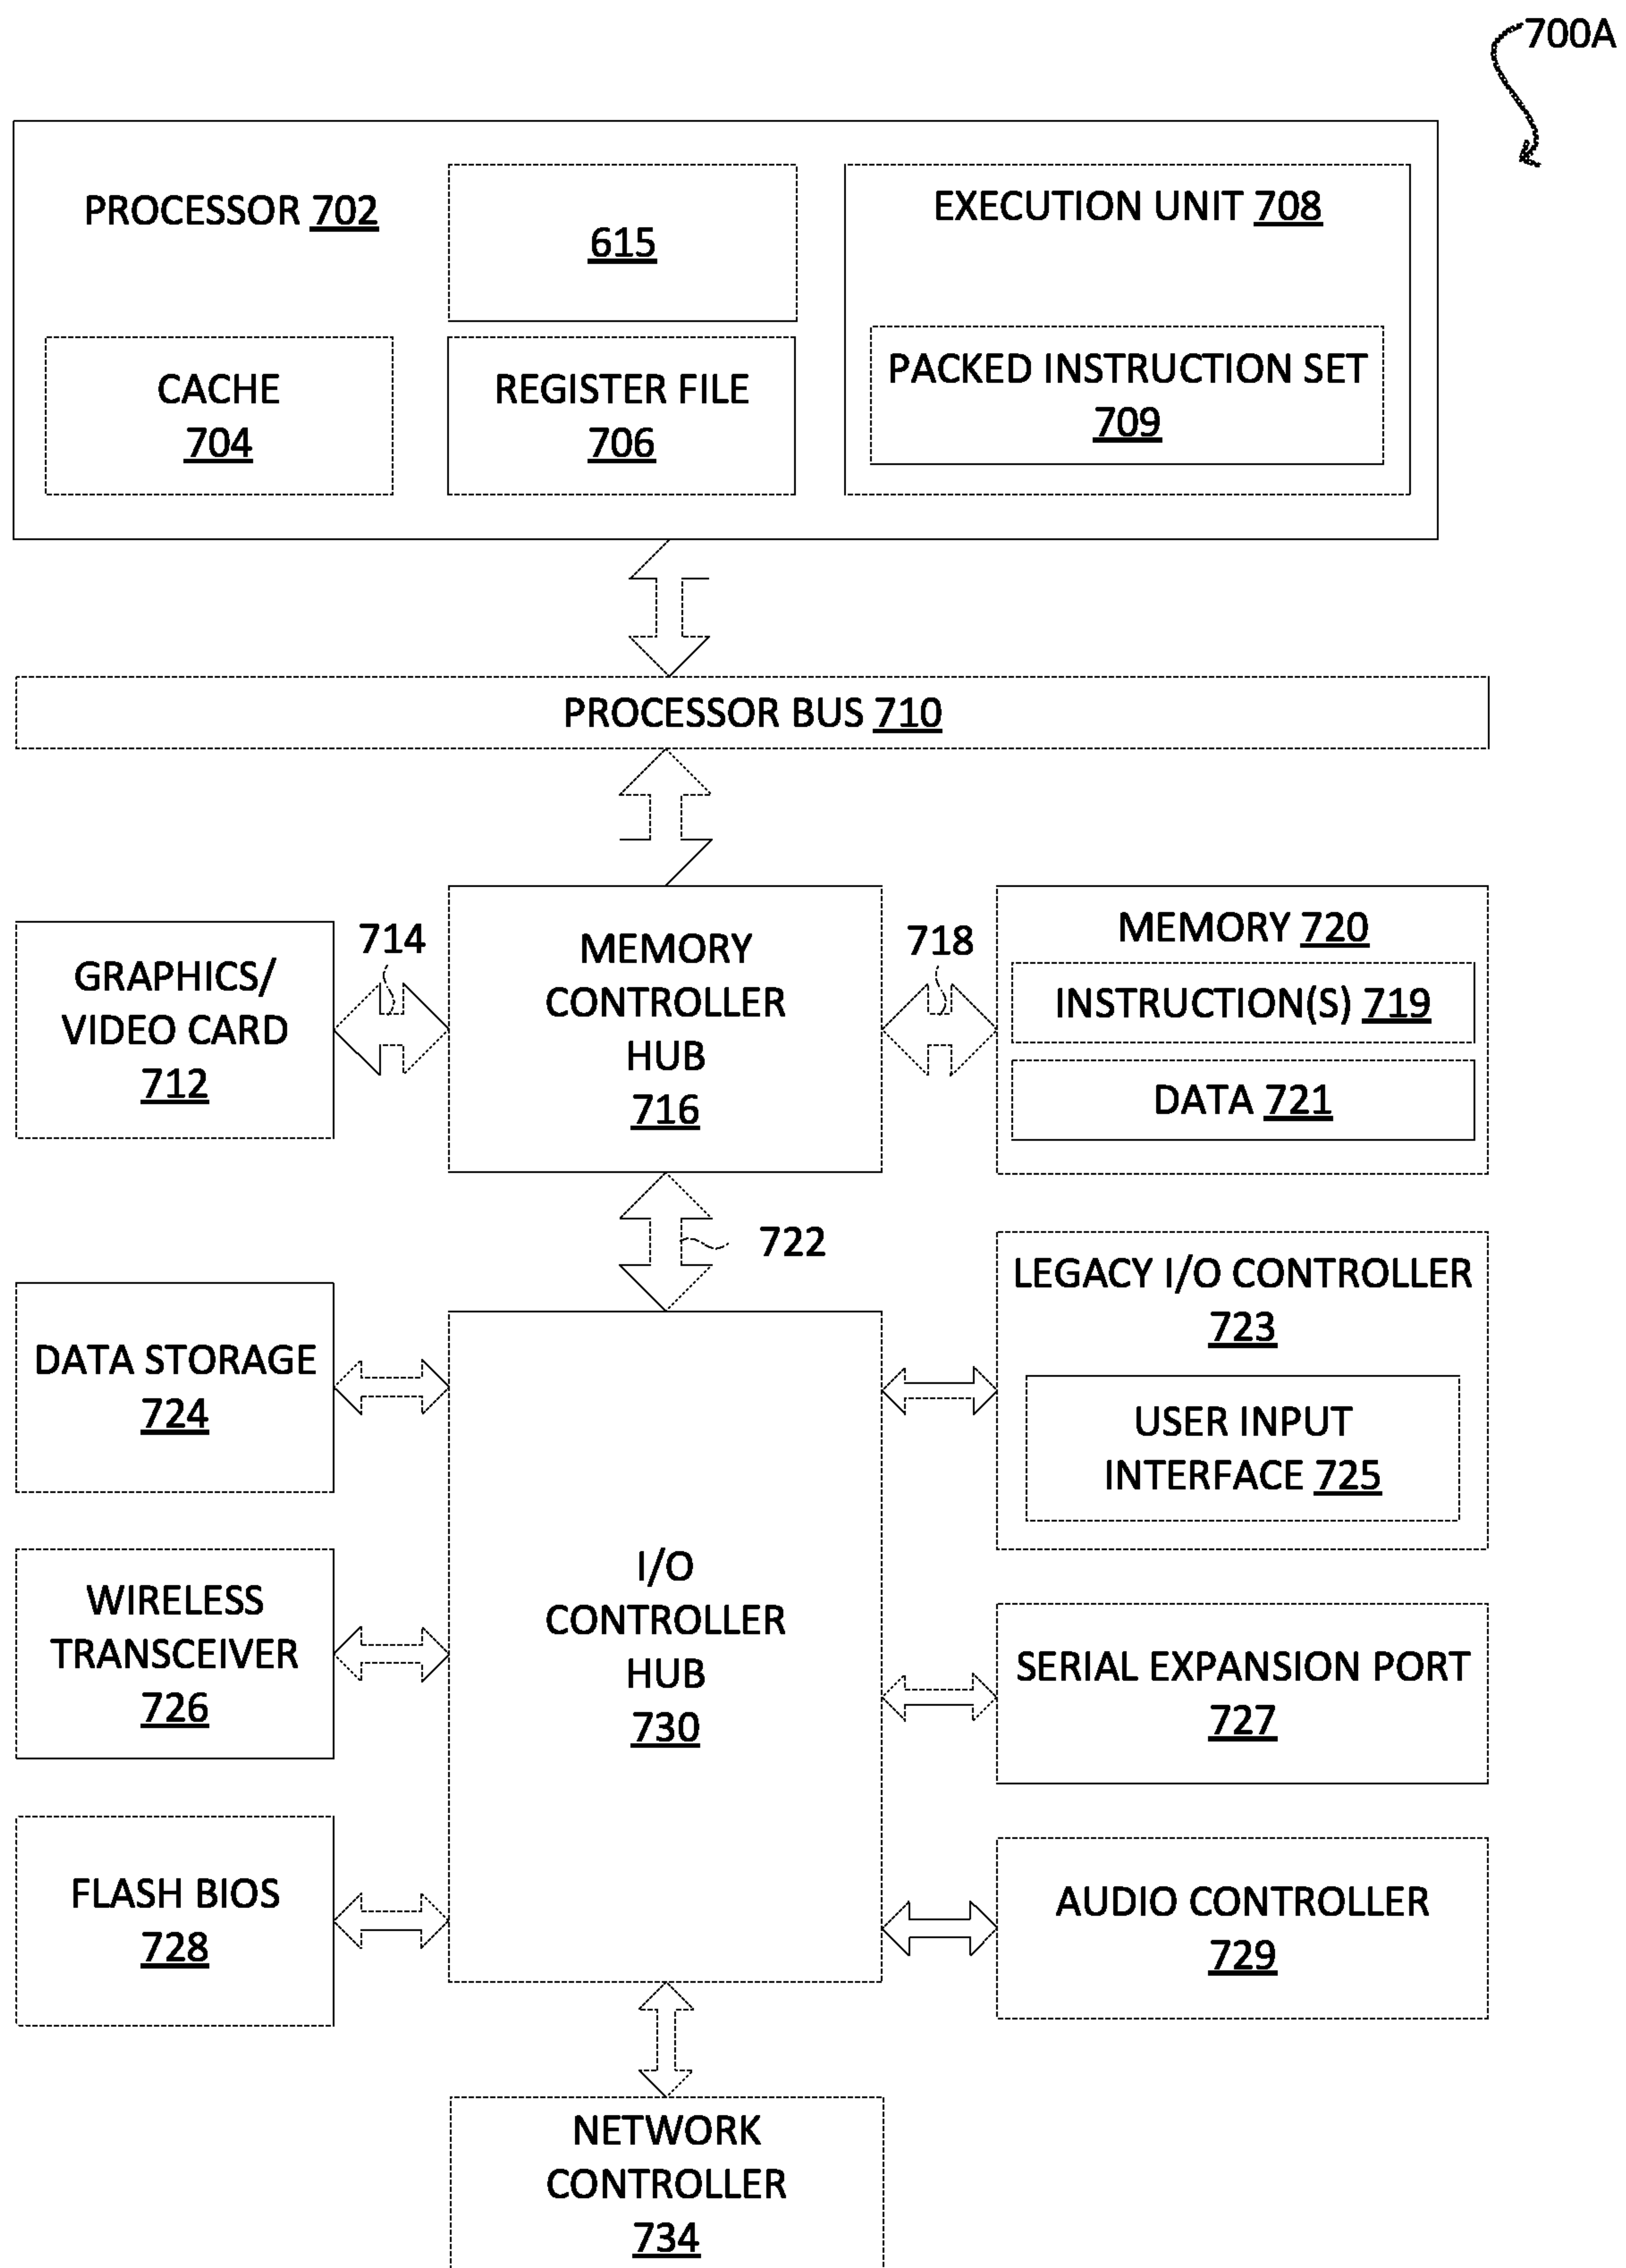 700A
PROCESSOR 702
615
EXECUTION UNIT 708
CACHE
704
REGISTER FILE
706
PACKED INSTRUCTION SET
709
PROCESSOR BUS 710
GRAPHICS/
VIDEO CARD
712
714
MEMORY
CONTROLLER
HUB
716
718
MEMORY 720
INSTRUCTION(S) 719
DATA 721
722
DATA STORAGE
724
LEGACY I/O CONTROLLER
723
USER INPUT
INTERFACE 725
WIRELESS
TRANSCEIVER
726
I/O
CONTROLLER
HUB
730
SERIAL EXPANSION PORT
727
FLASH BIOS
728
AUDIO CONTROLLER
729
NETWORK
CONTROLLER
734